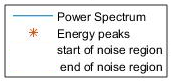 Power Spectrum
Energy peaks
start of noise region
end of noise region